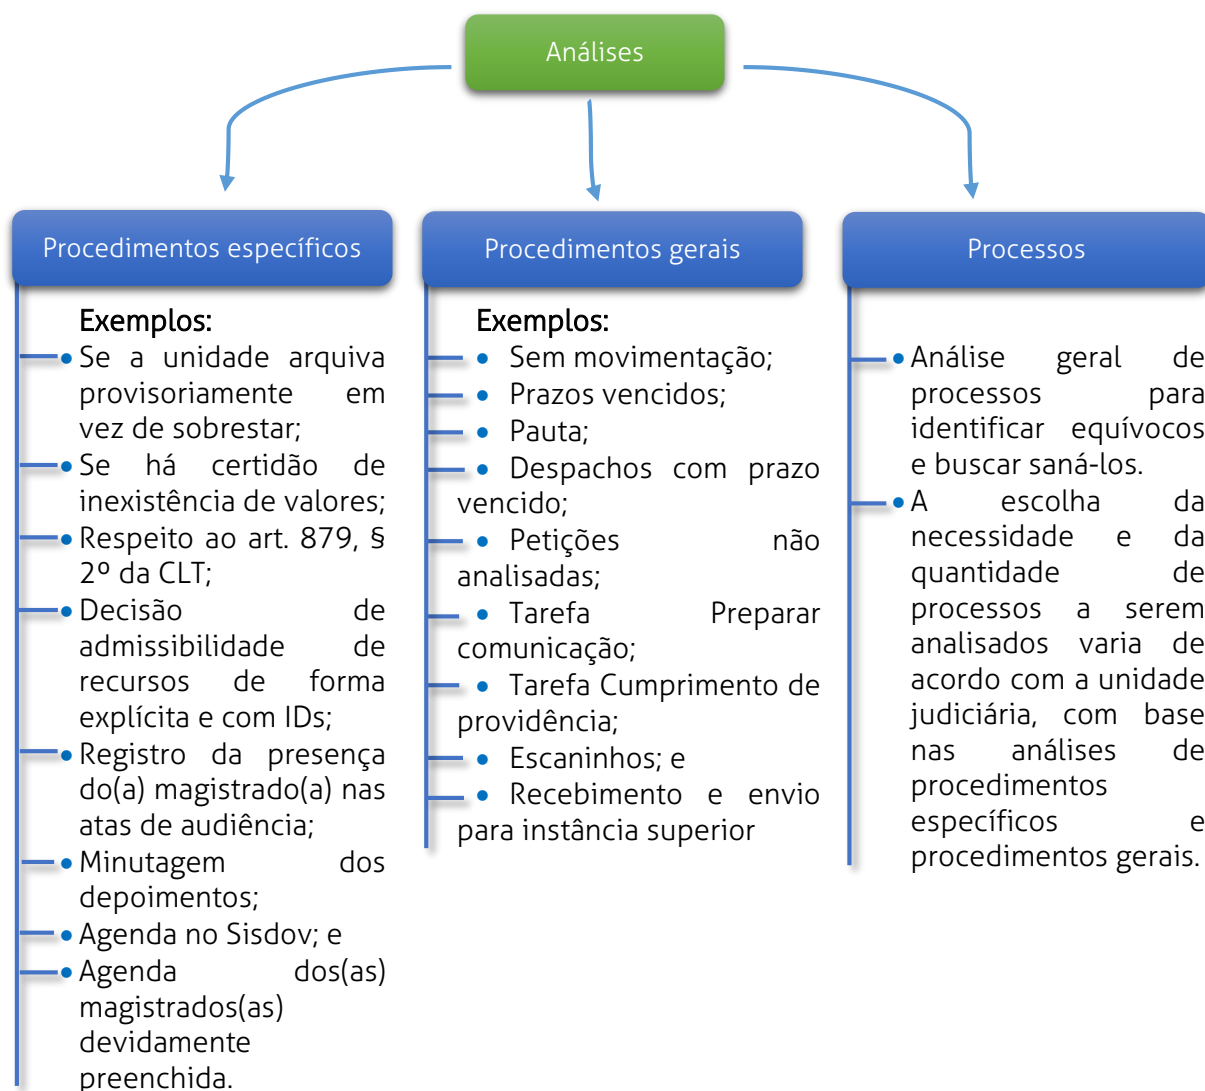 Análises
Procedimentos específicos
Exemplos:
• Se a unidade arquiva
provisoriamente em
vez de sobrestar;
• Se há certidão de
inexistência de valores;
• Respeito ao art. 879, §
2º da CLT;
• Decisão de
admissibilidade de
recursos de forma
explícita e com IDs;
• Registro da presença
do(a) magistrado(a) nas
atas de audiência;
• Minutagem dos
depoimentos;
• Agenda no Sisdov; e
• Agenda dos(as)
magistrados(as)
devidamente
preenchida.
Procedimentos gerais
Exemplos:
• Sem movimentação;
• Prazos vencidos;
• Pauta;
• Despachos com prazo
vencido;
• Petições não
analisadas;
• Tarefa Preparar
comunicação;
• Tarefa Cumprimento de
providência;
• Escaninhos; e
• Recebimento e envio
para instância superior
Processos
• Análise geral de
processos para
identificar equívocos
e buscar saná-los.
• A escolha da
necessidade e da
quantidade de
processos a serem
analisados varia de
acordo com a unidade
judiciária, com base
nas análises de
procedimentos
específicos e
procedimentos gerais.